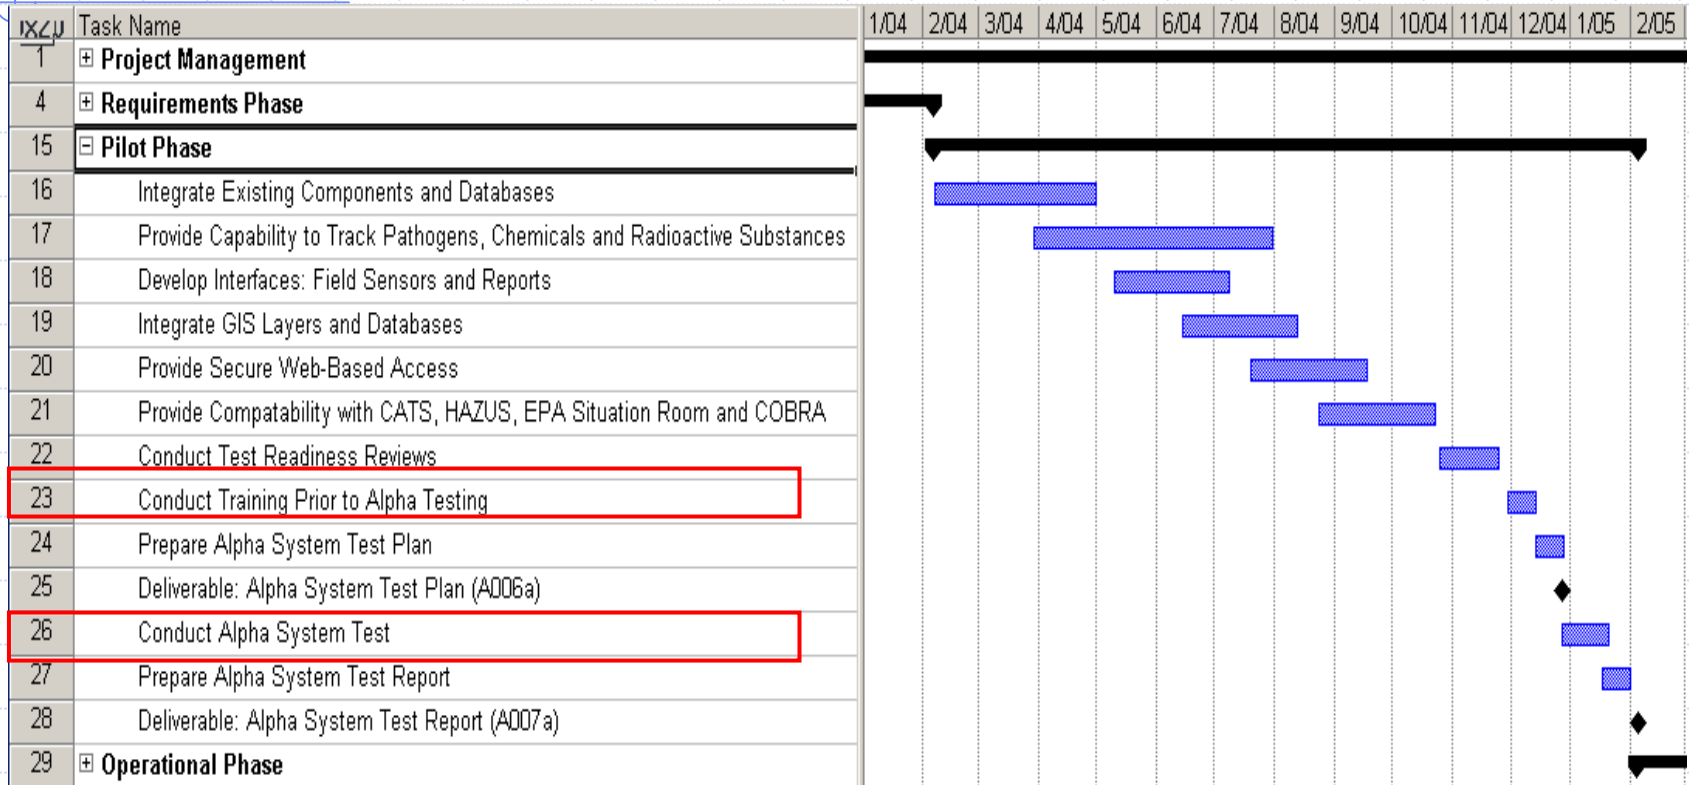 Task Name 1/04 2/04 3/04 4/04 5/04 6/04 7/04 8/04 9/04 10/04 11/04 12/04 1/05 2/05
1 Project Management
4 Requirements Phase
15 Pilot Phase
16 Integrate Existing Components and Databases
17 Provide Capability to Track Pathogens, Chemicals and Radioactive Substances
18 Develop Interfaces: Field Sensors and Reports
19 Integrate GIS Layers and Databases
20 Provide Secure Web-Based Access
21 Provide Compatability with CATS, HAZUS, EPA Situation Room and COBRA
22 Conduct Test Readiness Reviews
23 Conduct Training Prior to Alpha Testing
24 Prepare Alpha System Test Plan
25 Deliverable: Alpha System Test Plan (A006a)
26 Conduct Alpha System Test
27 Prepare Alpha System Test Report
28 Deliverable: Alpha System Test Report (A007a)
29 Operational Phase